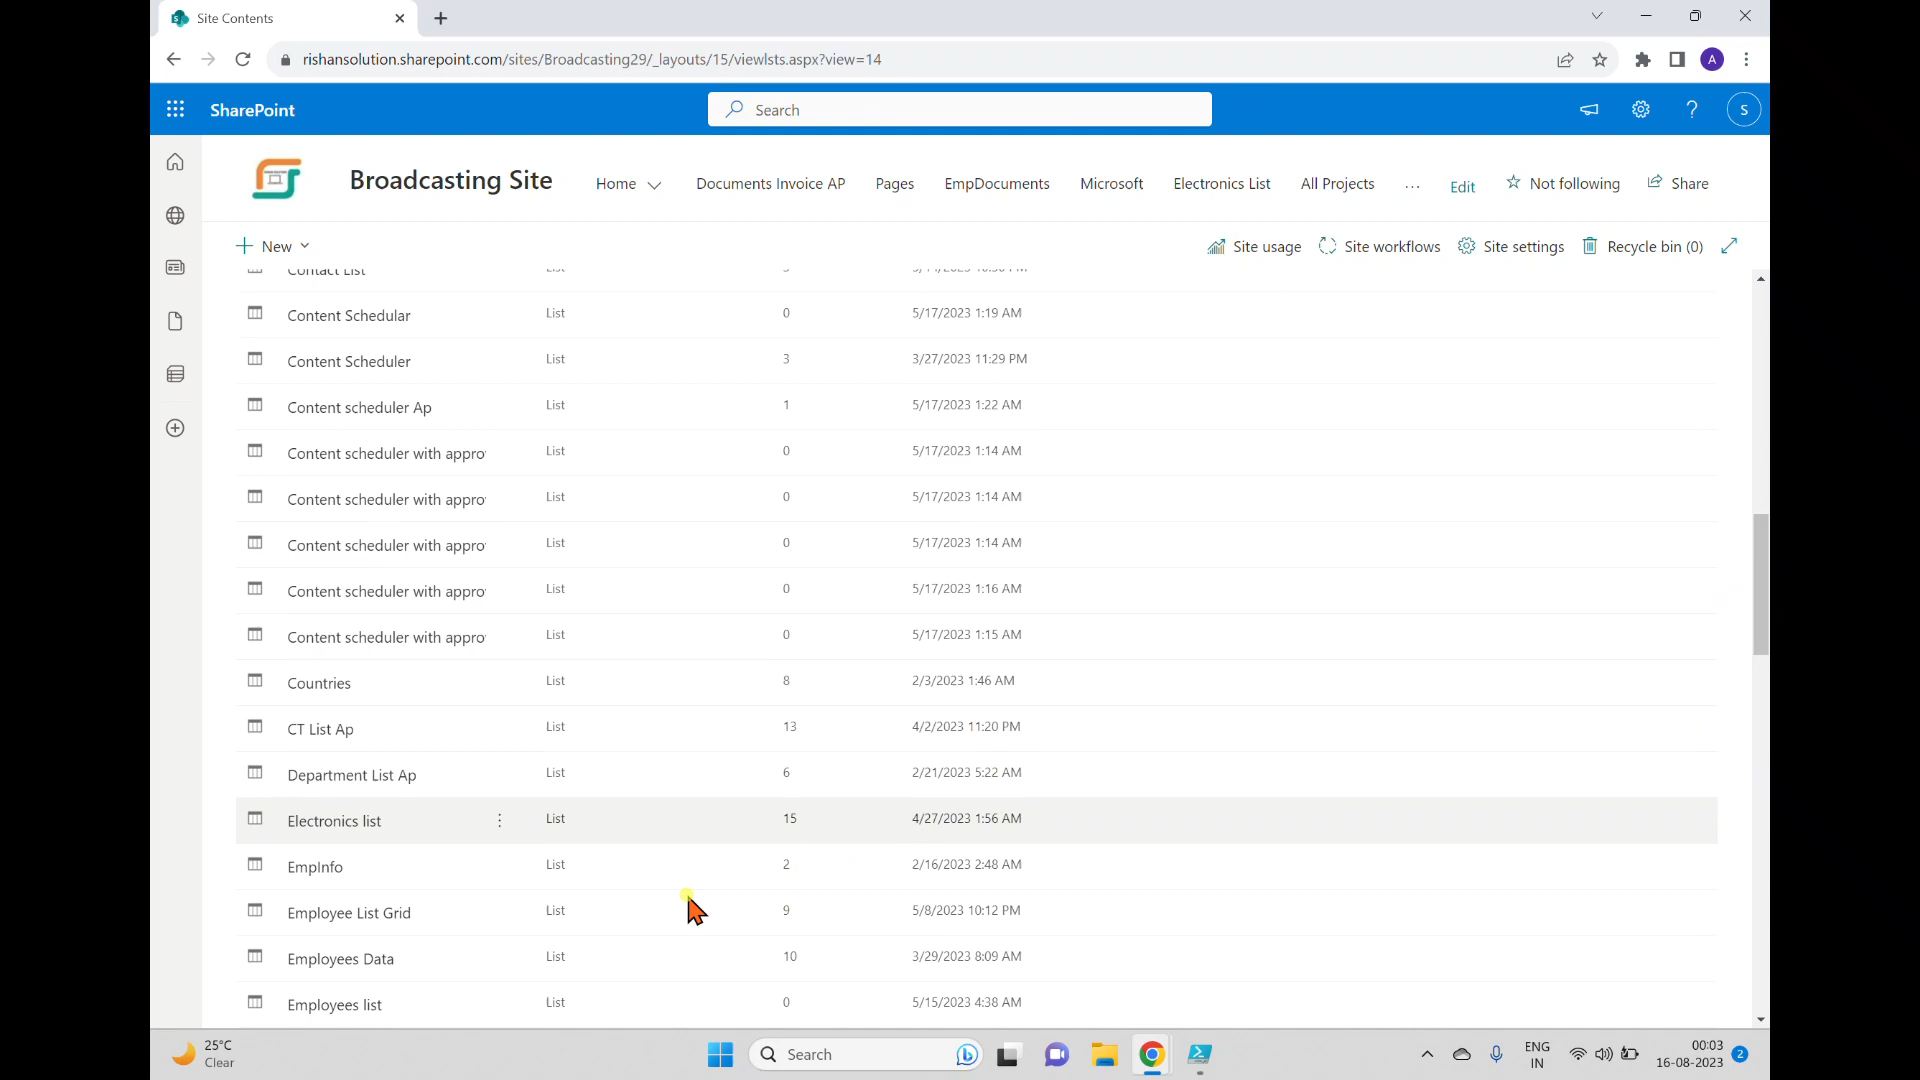 Site Contents
rishansolution.sharepoint.com/sites/Broadcasting29/_layouts/15/viewlsts.aspx?view=14
A
SharePoint
Search
S
Broadcasting Site
Home
Documents Invoice AP
Pages
EmpDocuments
Microsoft
Electronics List
All Projects
...
Edit
Not following
Share
New
Site usage
Site workflows
Site settings
Recycle bin (0)
Contact List
Content Schedular List 0 5/17/2023 1:19 AM
Content Scheduler List 3 3/27/2023 11:29 PM
Content scheduler Ap List 1 5/17/2023 1:22 AM
Content scheduler with appro List 0 5/17/2023 1:14 AM
Content scheduler with appro List 0 5/17/2023 1:14 AM
Content scheduler with appro List 0 5/17/2023 1:14 AM
Content scheduler with appro List 0 5/17/2023 1:16 AM
Content scheduler with appro List 0 5/17/2023 1:15 AM
Countries List 8 2/3/2023 1:46 AM
CT List Ap List 13 4/2/2023 11:20 PM
Department List Ap List 6 2/21/2023 5:22 AM
Electronics list List 15 4/27/2023 1:56 AM
EmpInfo List 2 2/16/2023 2:48 AM
Employee List Grid List 9 5/8/2023 10:12 PM
Employees Data List 10 3/29/2023 8:09 AM
Employees list List 0 5/15/2023 4:38 AM
25°C
Clear
Search
ENG
IN
00:03
16-08-2023
2